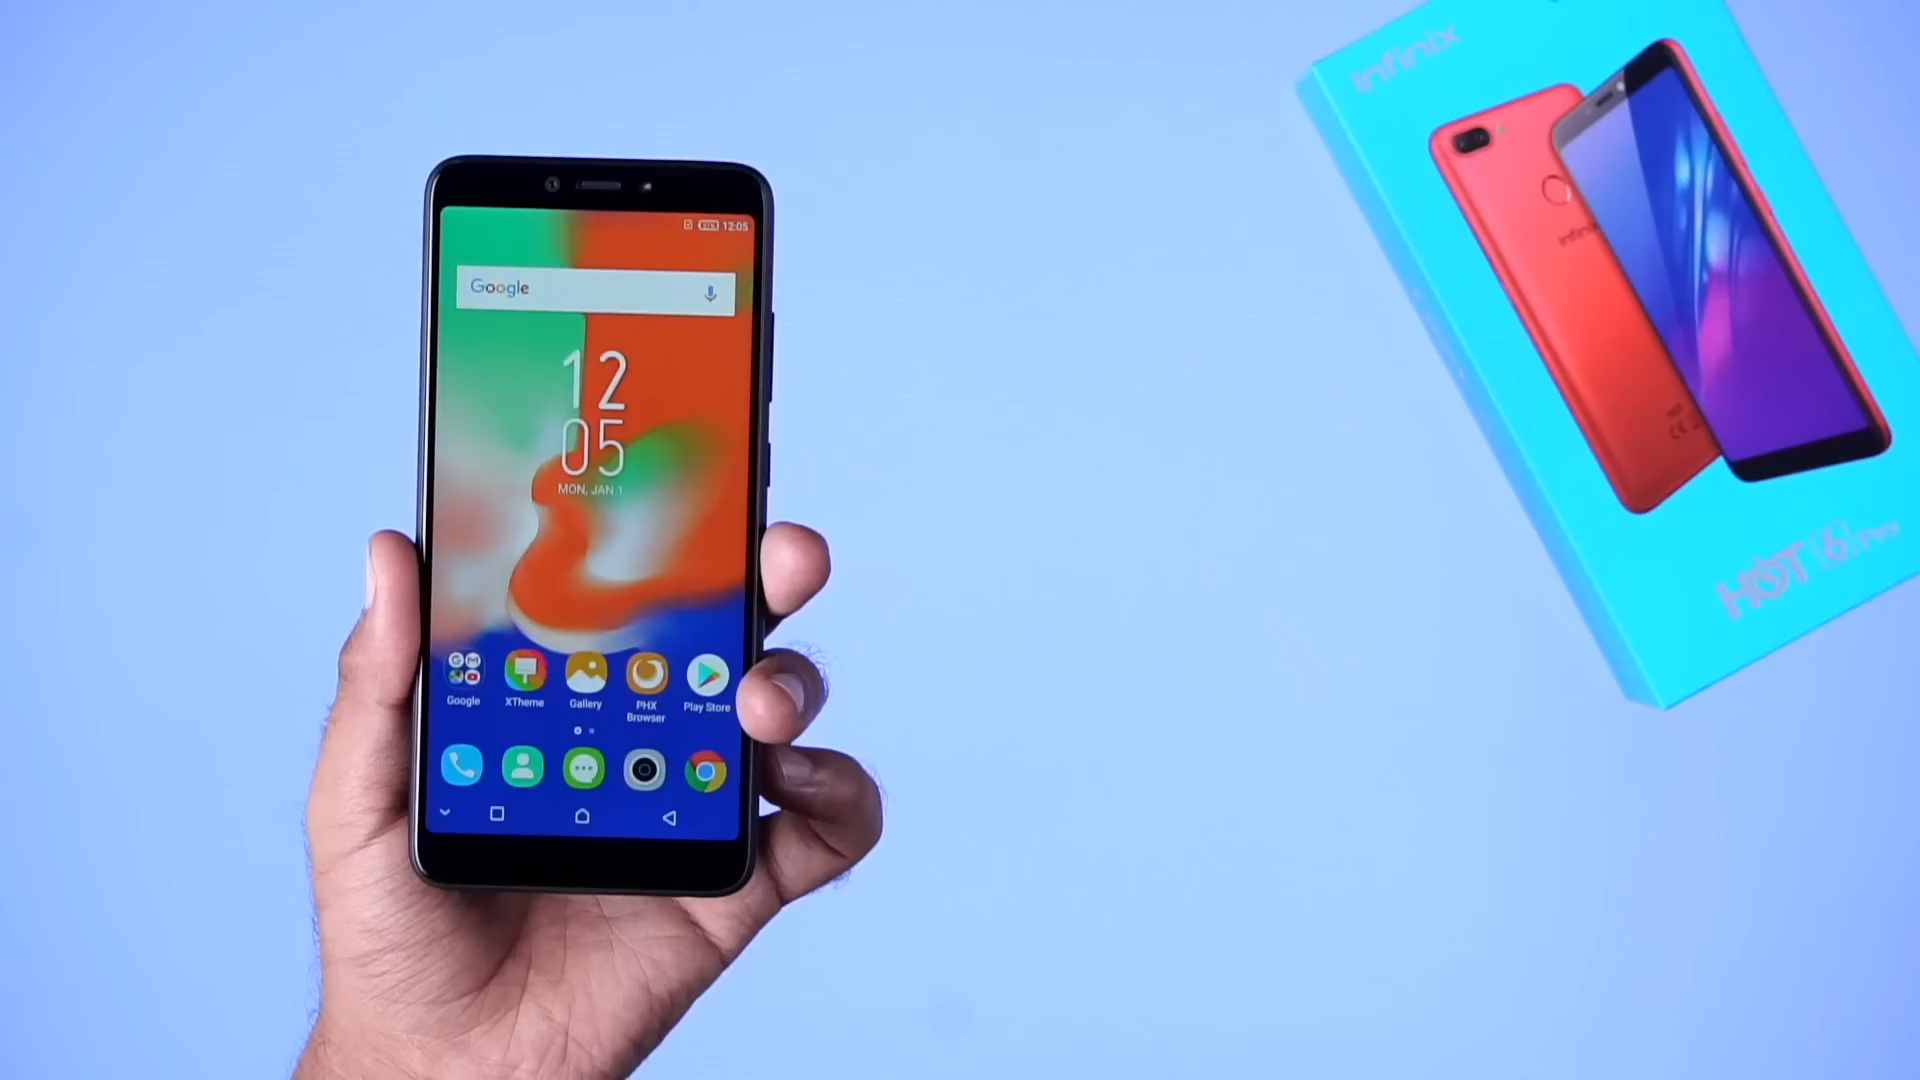 12:05
Google
12
05
MON, JAN 1
Google
XTheme
Gallery
PHX
Browser
Play Store
Infinix
Infinix
HOT 6 Pro